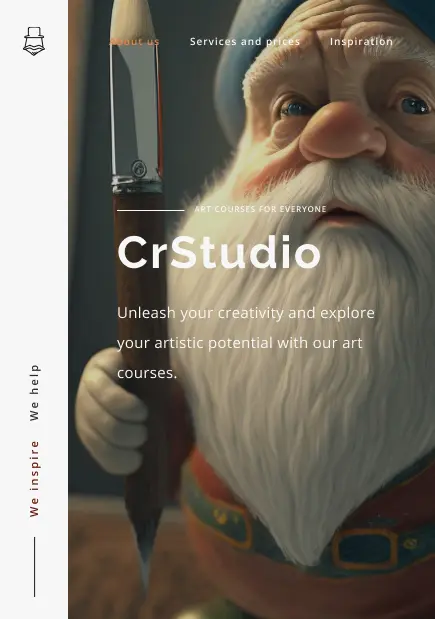 About us
Services and prices
Inspiration
ART COURSES FOR EVERYONE
CrStudio
Unleash your creativity and explore
your artistic potential with our art
courses.
We help
We inspire